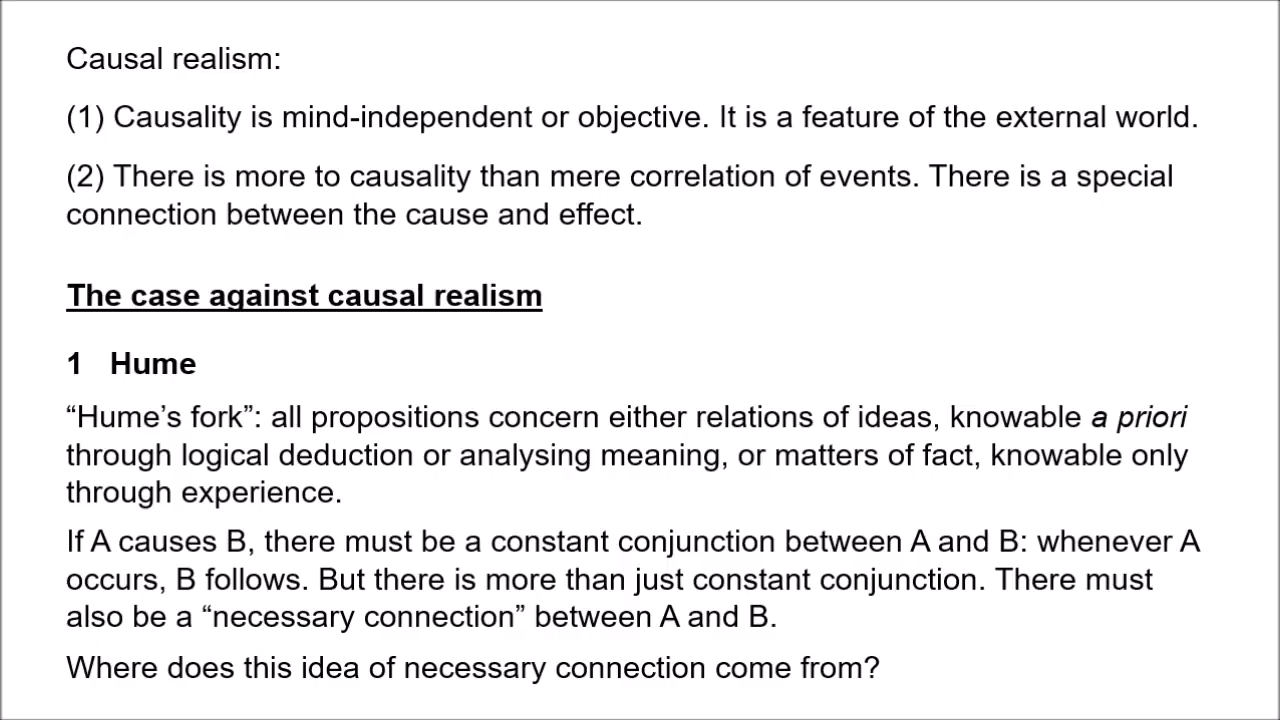 Causal realism:
(1) Causality is mind-independent or objective. It is a feature of the external world.
(2) There is more to causality than mere correlation of events. There is a special
connection between the cause and effect.
The case against causal realism
1 Hume
“Hume’s fork”: all propositions concern either relations of ideas, knowable a priori
through logical deduction or analysing meaning, or matters of fact, knowable only
through experience.
If A causes B, there must be a constant conjunction between A and B: whenever A
occurs, B follows. But there is more than just constant conjunction. There must
also be a “necessary connection” between A and B.
Where does this idea of necessary connection come from?